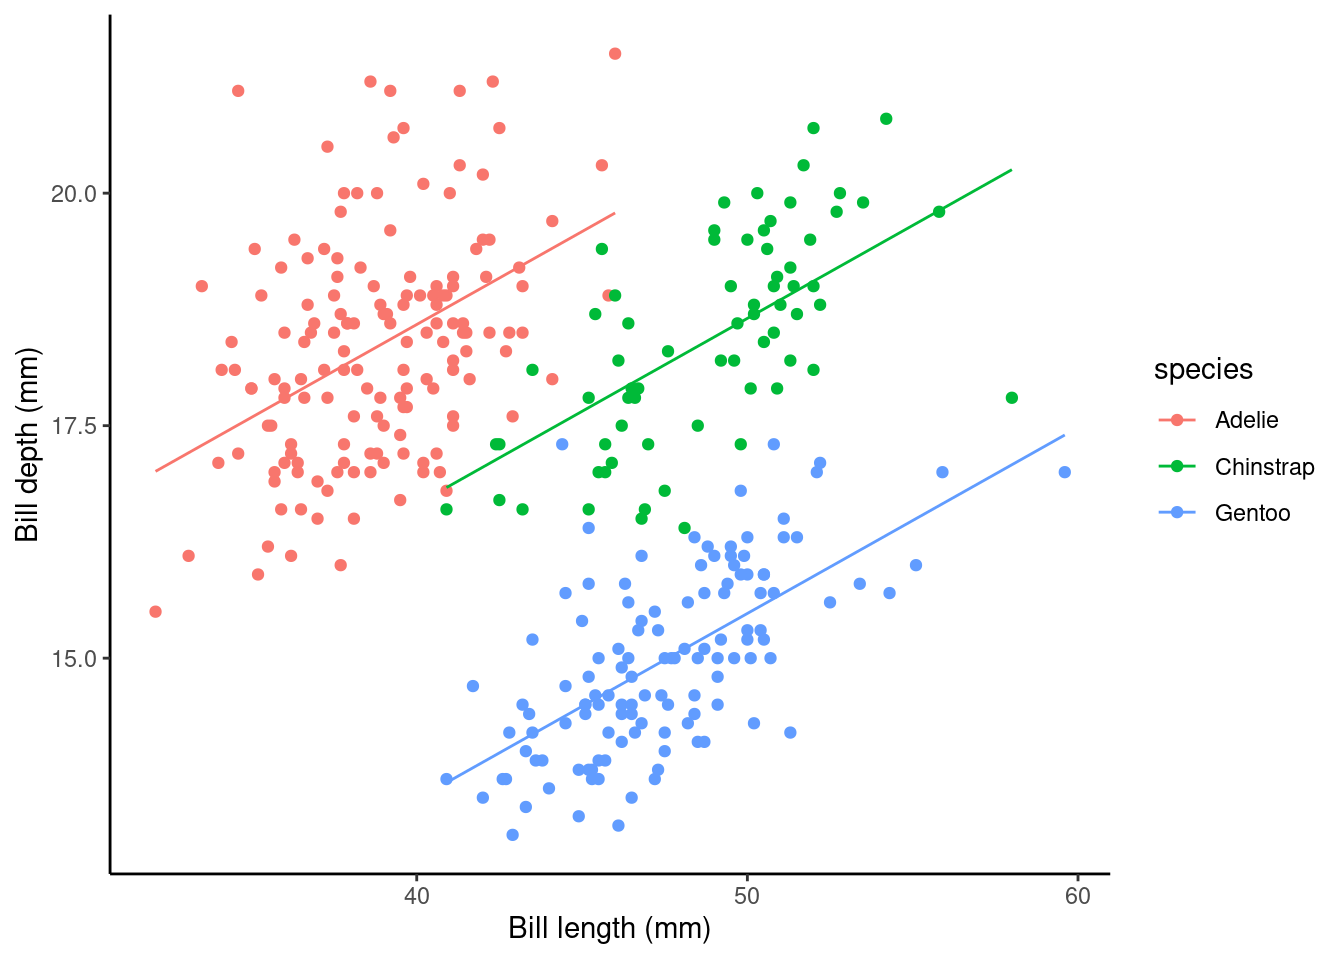 20.0
17.5
15.0
Bill depth (mm)
40 50 60
Bill length (mm)
species
Adelie
Chinstrap
Gentoo